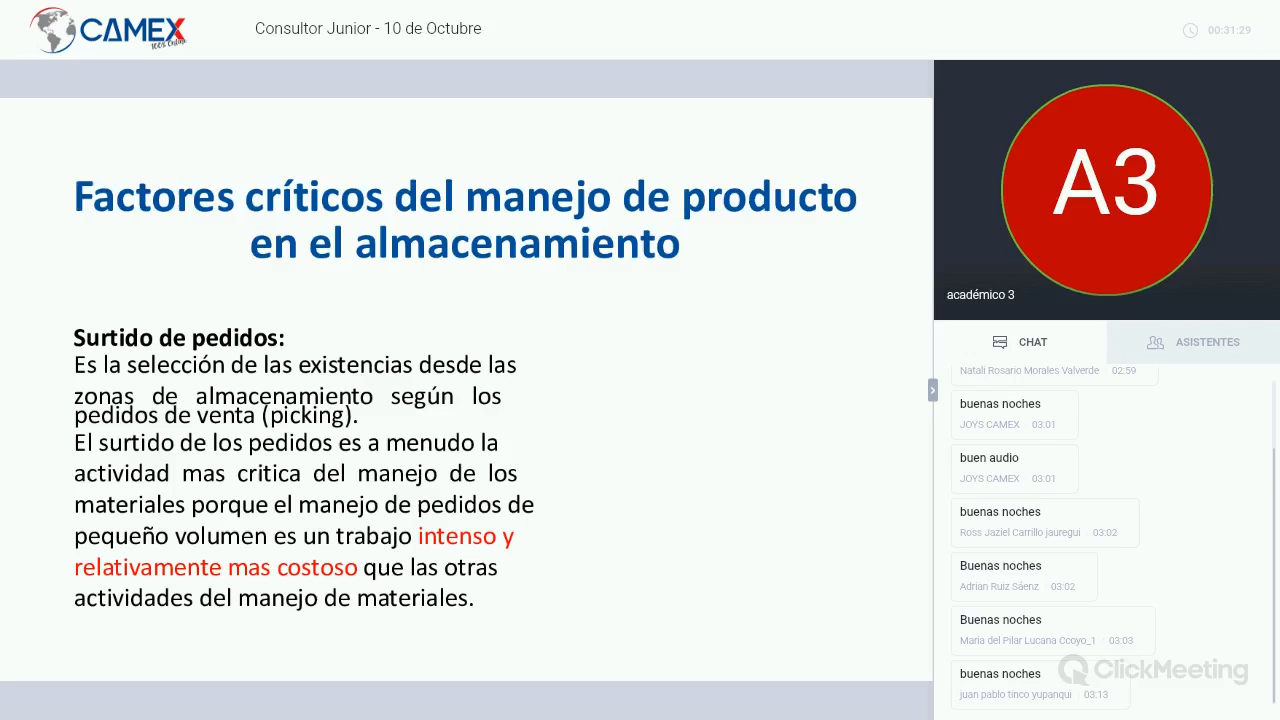 CAMEX
100% Online
Consultor Junior - 10 de Octubre
00:31:29
Factores críticos del manejo de producto
en el almacenamiento
Surtido de pedidos:
Es la selección de las existencias desde las
zonas de almacenamiento según los
pedidos de venta (picking).
El surtido de los pedidos es a menudo la
actividad mas critica del manejo de los
materiales porque el manejo de pedidos de
pequeño volumen es un trabajo intenso y
relativamente mas costoso que las otras
actividades del manejo de materiales.
A3
académico 3
CHAT
ASISTENTES
Natali Rosario Morales Valverde 02:59
buenas noches
JOYS CAMEX 03:01
buen audio
JOYS CAMEX 03:01
buenas noches
Ross Jaziel Carrillo jauregui 03:02
Buenas noches
Adrian Ruiz Sáenz 03:02
Buenas noches
Maria del Pilar Lucana Ccoyo_1 03:03
buenas noches
juan pablo tinco yupanqui 03:13
ClickMeeting